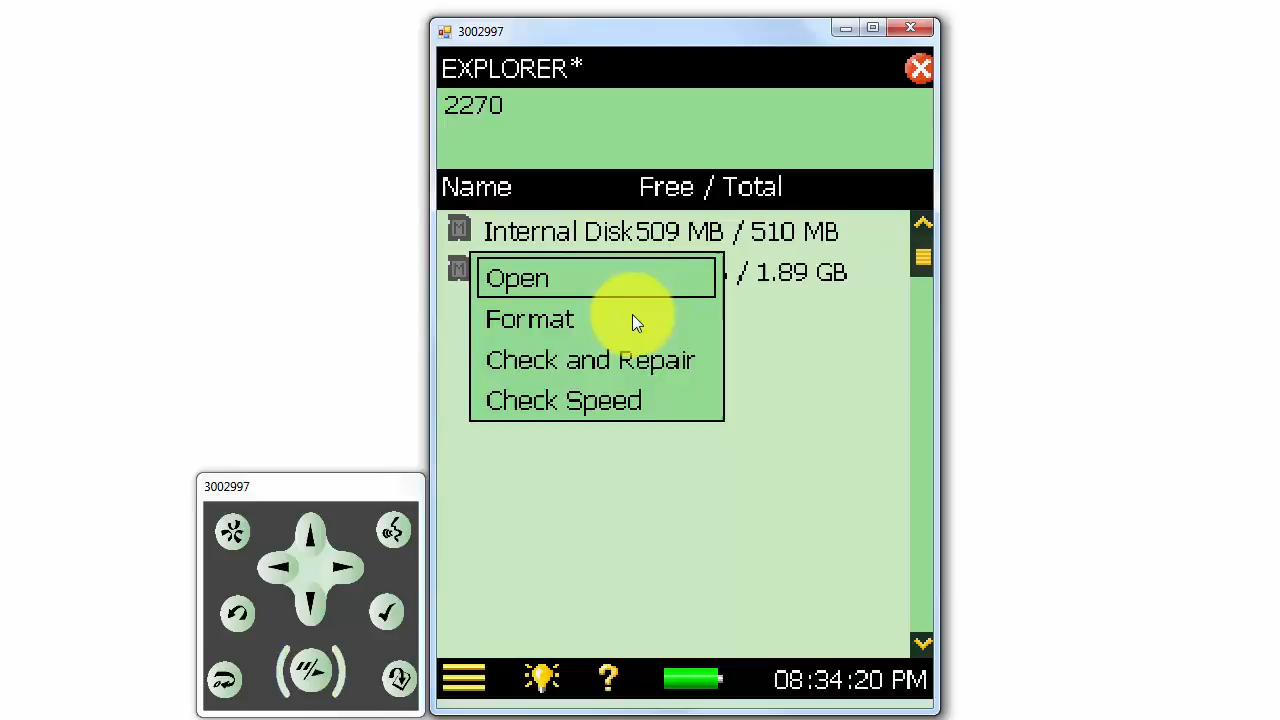 3002997
EXPLORER*
2270
Name Free / Total
Internal Disk 509 MB / 510 MB
/ 1.89 GB
Open
Format
Check and Repair
Check Speed
3002997
? 08:34:20 PM